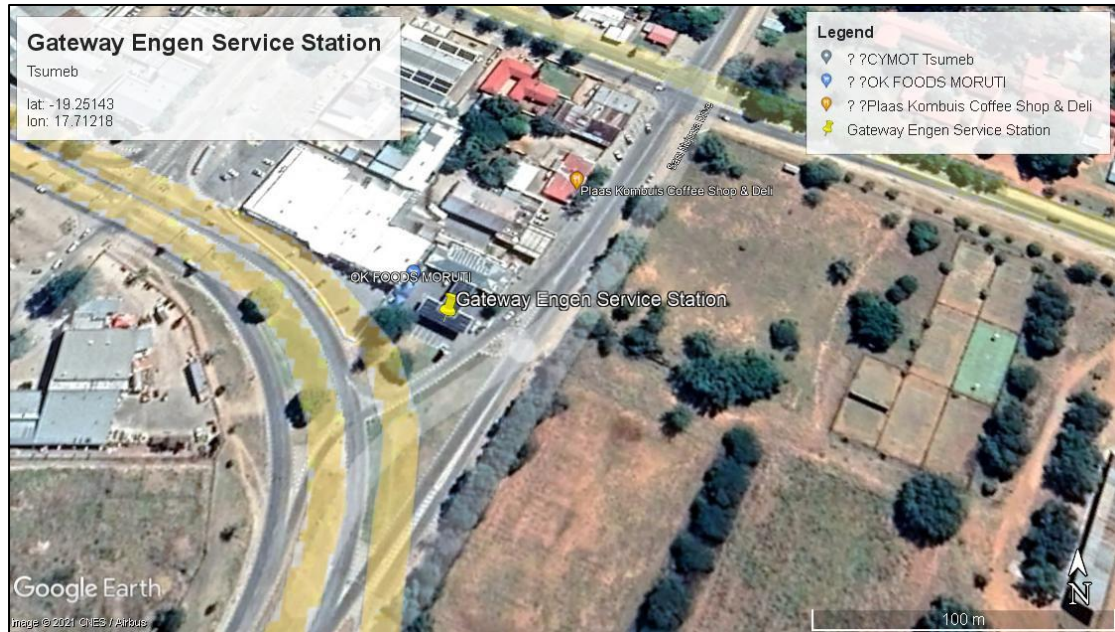 Gateway Engen Service Station
Tsumeb
lat: -19.25143
lon: 17.71218
Legend
? ?CYMOT Tsumeb
? ?OK FOODS MORUTI
? ?Plaas Kombuis Coffee Shop & Deli
Gateway Engen Service Station
Plaas Kombuis Coffee Shop & Deli
OK FOODS MORUTI
Gateway Engen Service Station
Google Earth
Image © 2021 CNES / Airbus
N
100 m